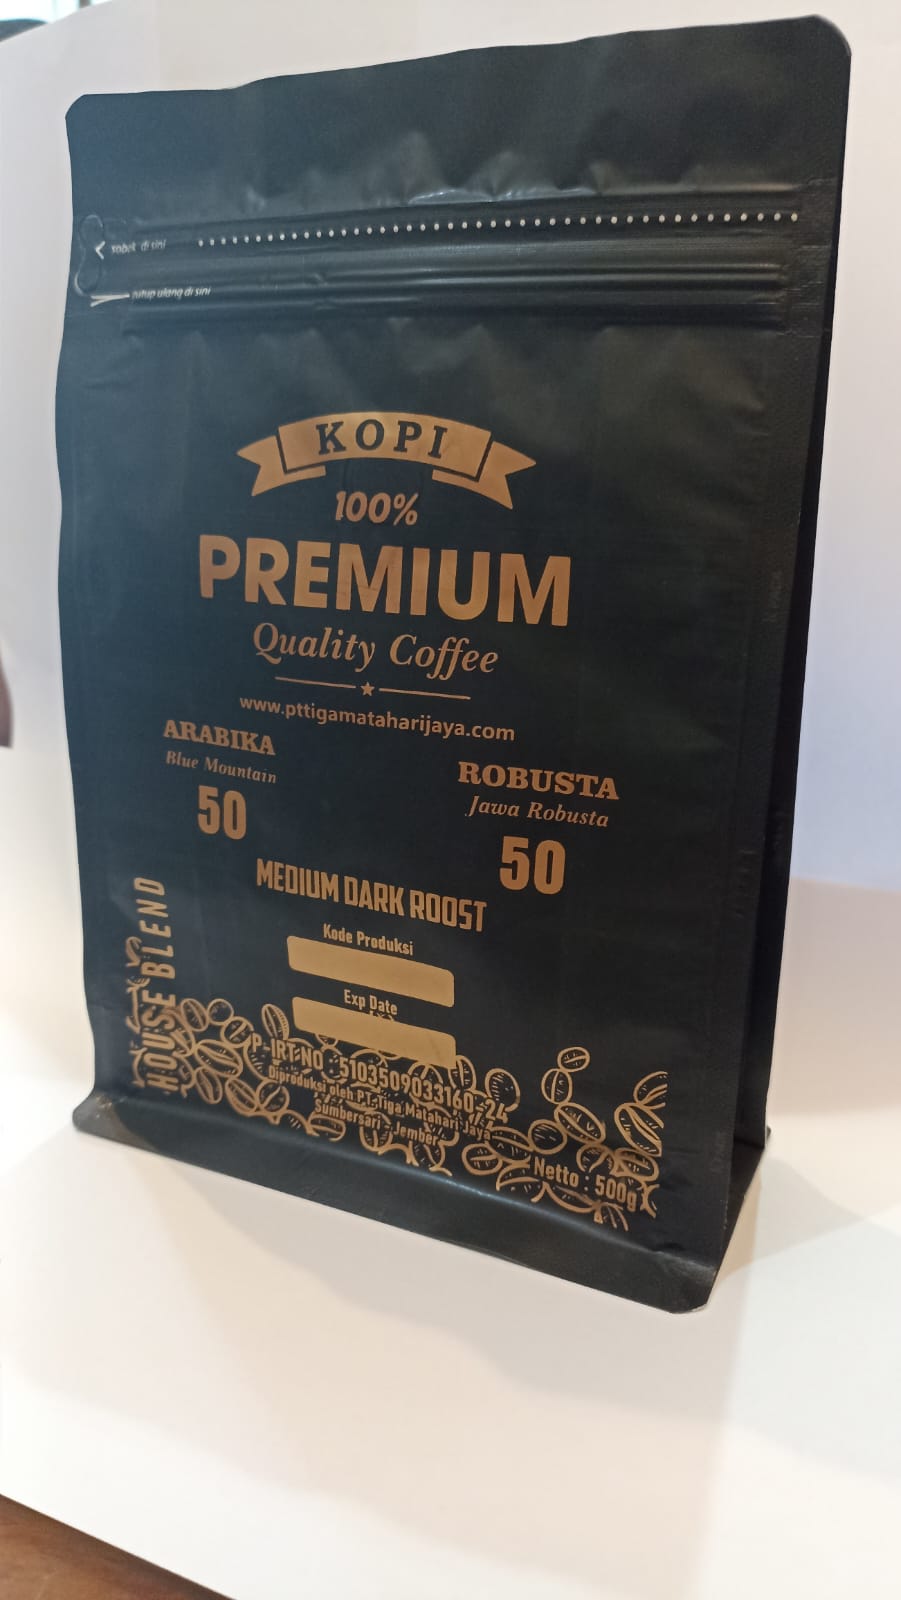 sobek di sini
tutup ulang di sini
KOPI
100%
PREMIUM
Quality Coffee
www.pttigamataharijaya.com
ARABIKA
Blue Mountain
50
ROBUSTA
Jawa Robusta
50
MEDIUM DARK ROOST
Kode Produksi
Exp Date
HOUSE BLEND
P-IRT NO : 5103509033160-24
Diproduksi oleh PT.Tiga Matahari Jaya
Sumbersari - Jember
Netto : 500g